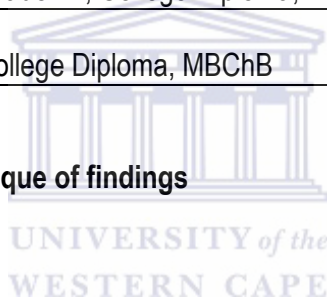 ollege Diploma, MBChB
que of findings
UNIVERSITY of the
WESTERN CAPE